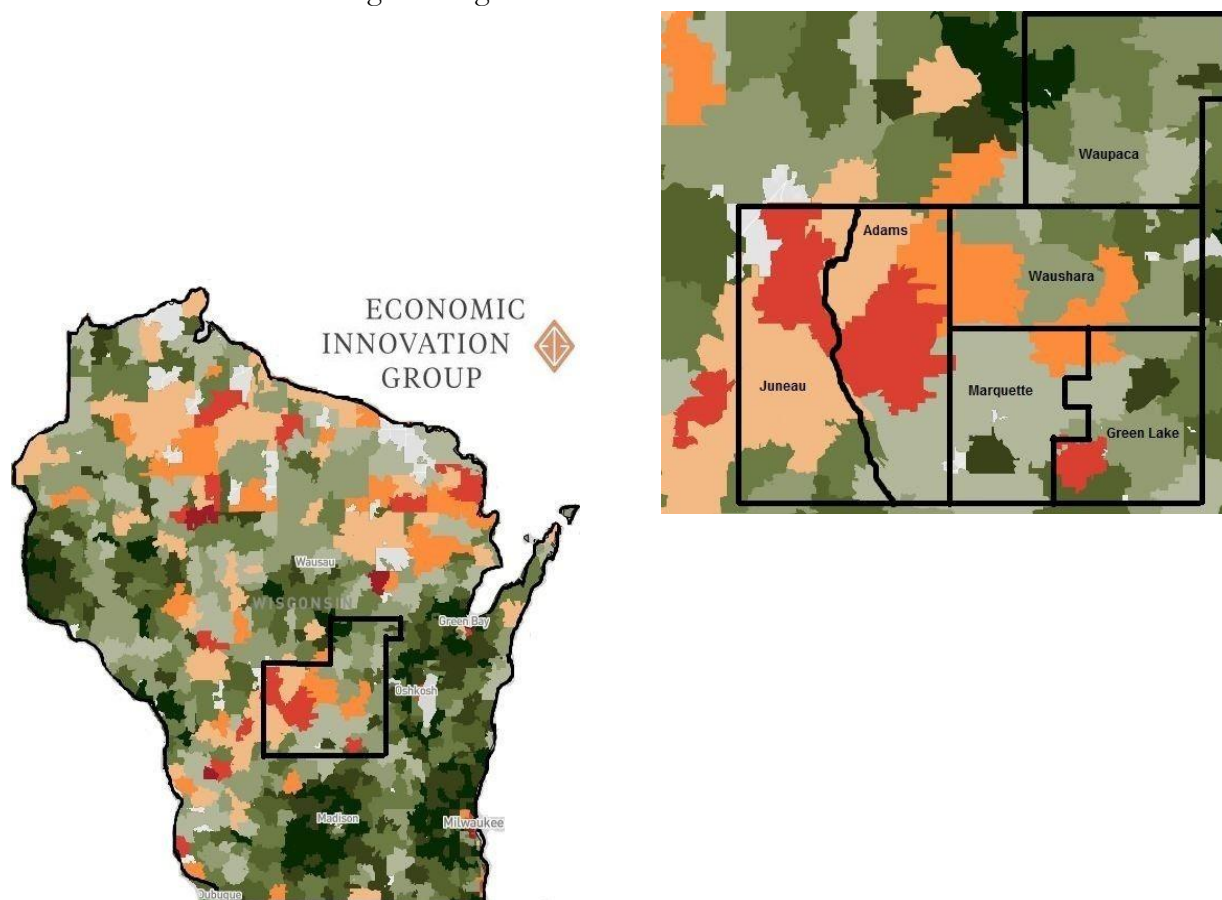 ECONOMIC
INNOVATION
GROUP
Wausau
WISCONSIN
Green Bay
Oshkosh
Madison
Milwaukee
Dubuque
Waupaca
Adams
Waushara
Juneau
Marquette
Green Lake